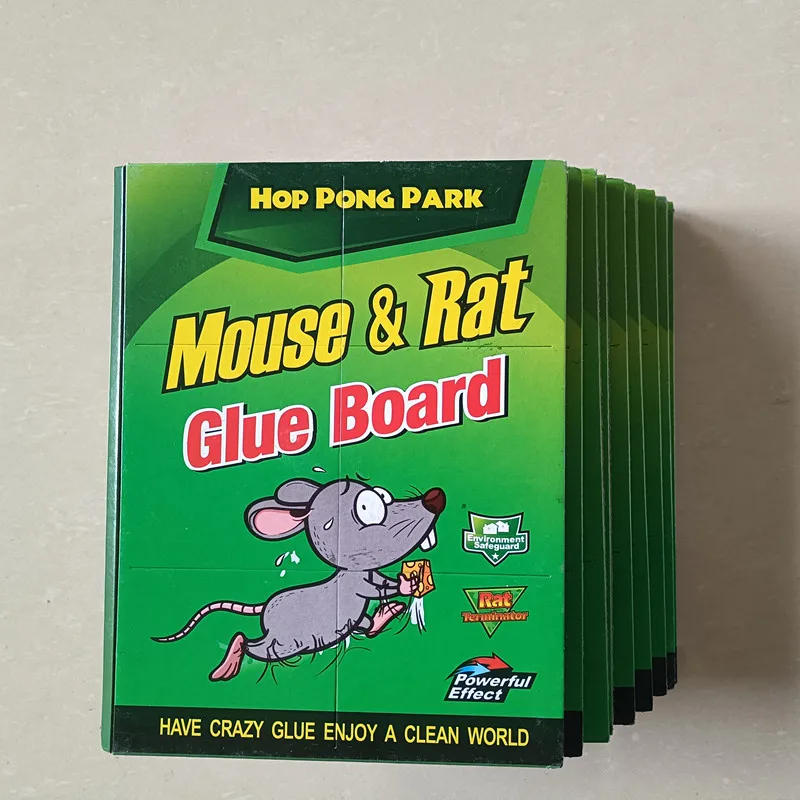 HOP PONG PARK
Mouse & Rat
Glue Board
Environment
Safeguard
Rat
Terminator
Powerful
Effect
HAVE CRAZY GLUE ENJOY A CLEAN WORLD